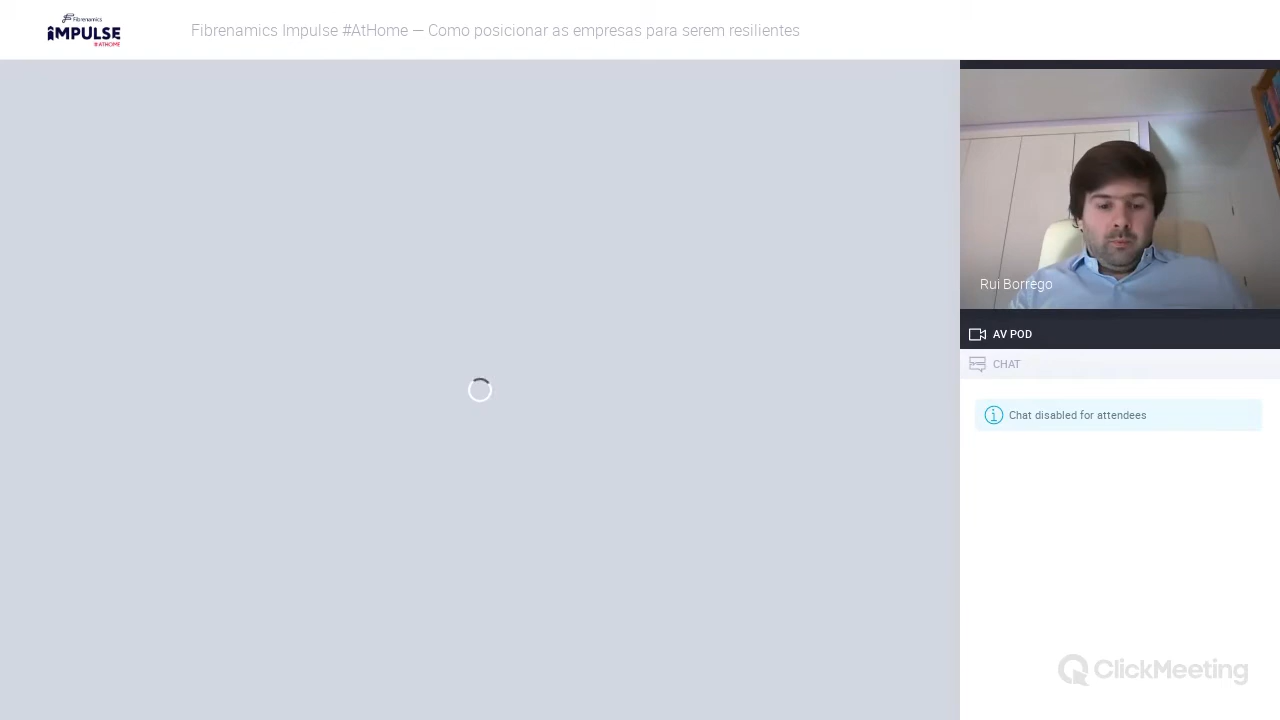 Fibrenamics
IMPULSE
#ATHOME
Fibrenamics Impulse #AtHome — Como posicionar as empresas para serem resilientes
Rui Borrego
AV POD
CHAT
Chat disabled for attendees
ClickMeeting